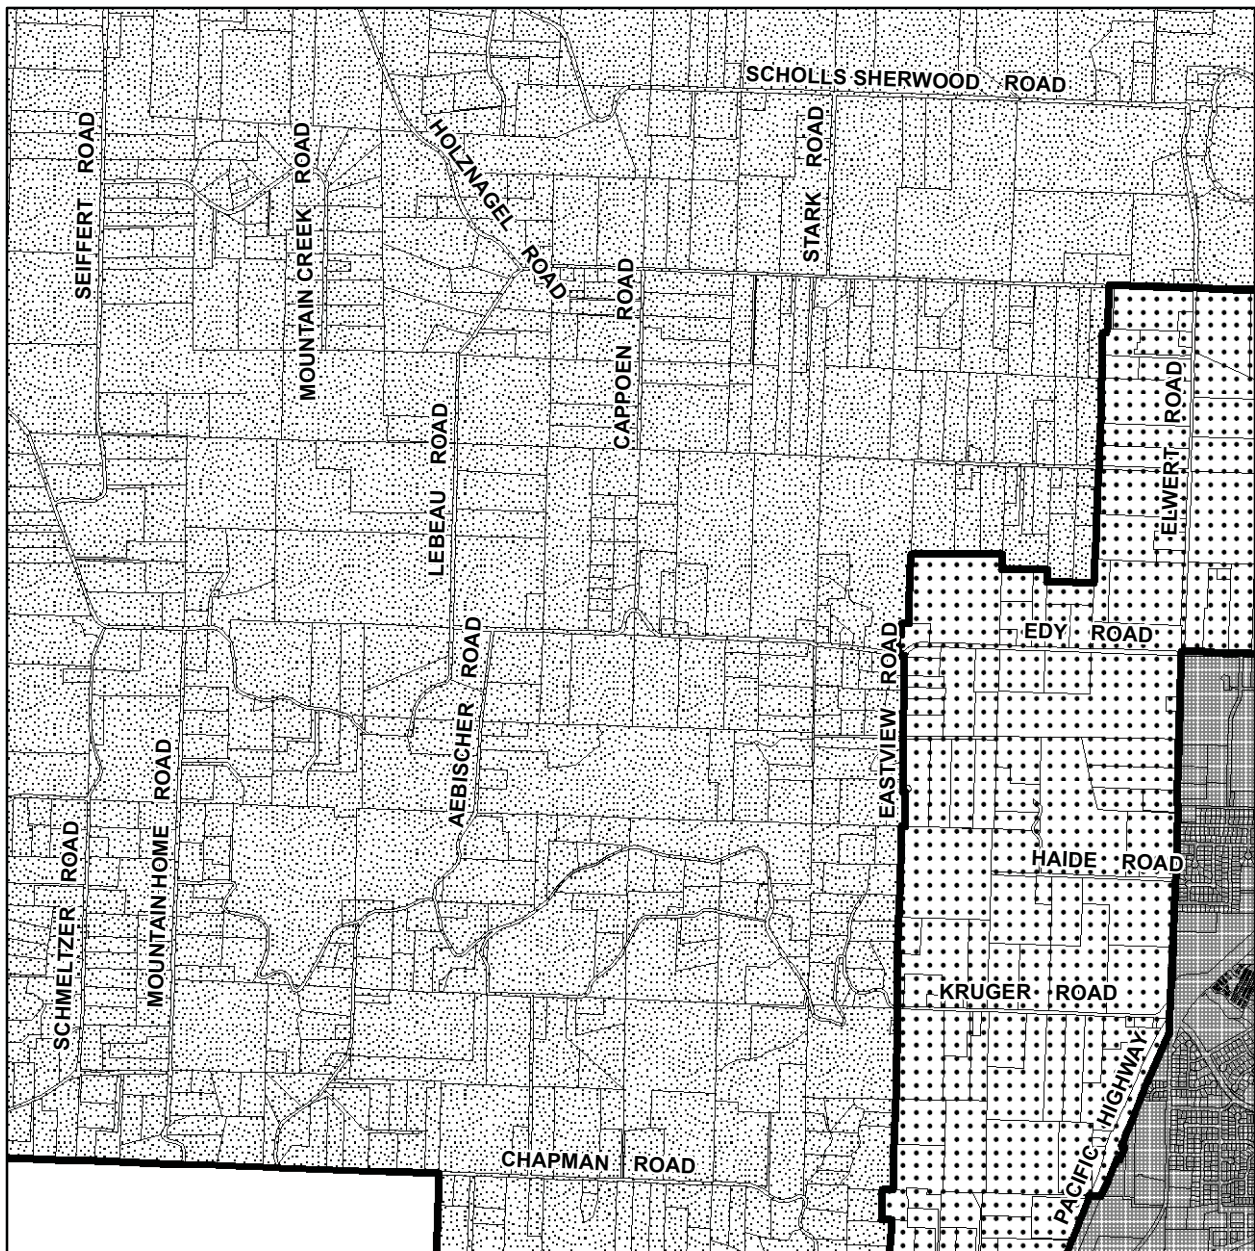 SCHOLLS SHERWOOD ROAD
SEIFFERT ROAD
MOUNTAIN CREEK ROAD
HOLZNAGEL ROAD
STARK ROAD
CAPPOEN ROAD
ELWERT ROAD
LEBEAU ROAD
EDY ROAD
AEBISCHER ROAD
EASTVIEW ROAD
MOUNTAIN HOME ROAD
SCHMELTZER ROAD
HAIDE ROAD
KRUGER ROAD
PACIFIC HIGHWAY
CHAPMAN ROAD